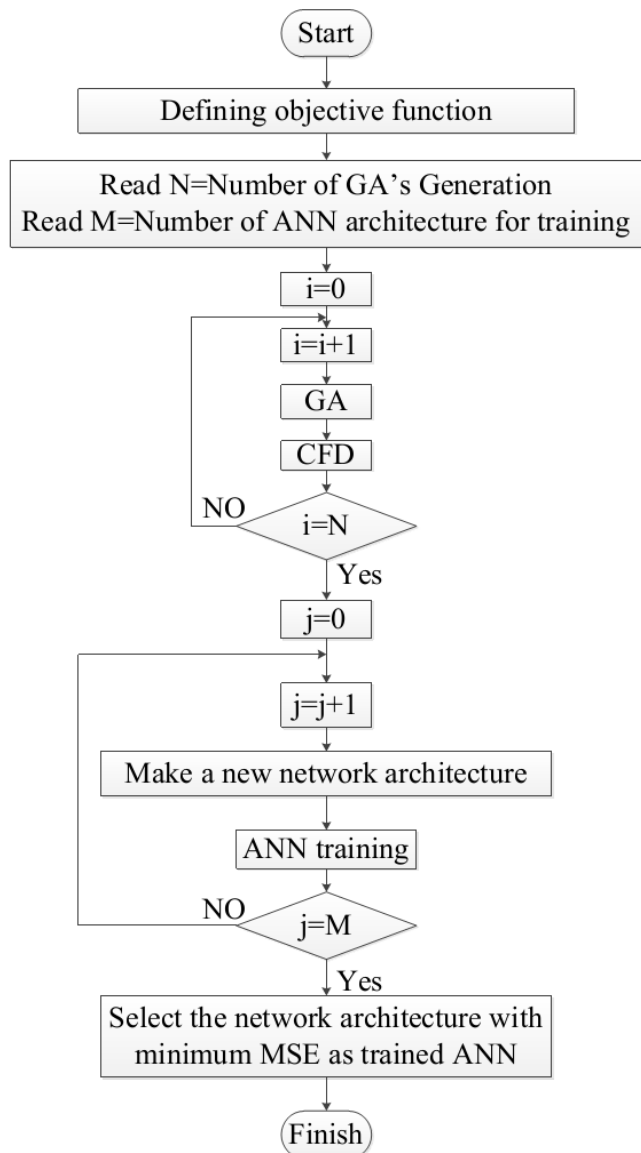 Start
Defining objective function
Read N=Number of GA's Generation
Read M=Number of ANN architecture for training
i=0
i=i+1
GA
CFD
NO
i=N
Yes
j=0
j=j+1
Make a new network architecture
ANN training
NO
j=M
Yes
Select the network architecture with
minimum MSE as trained ANN
Finish